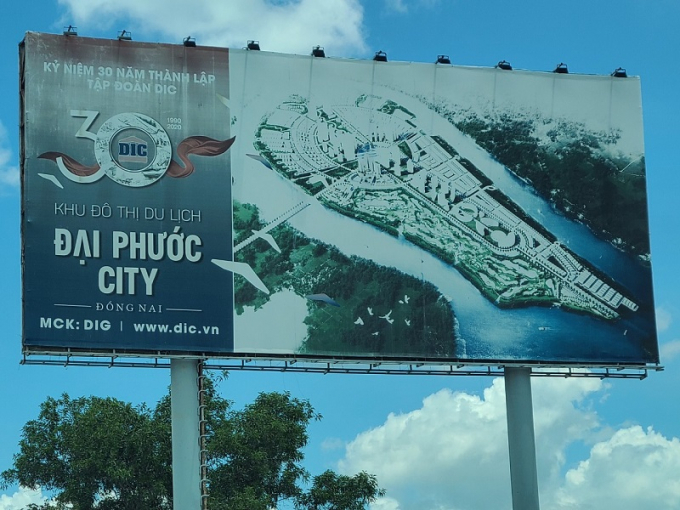 KỶ NIỆM 30 NĂM THÀNH LẬP
TẬP ĐOÀN DIC
30
1990
2020
DIC
KHU ĐÔ THỊ DU LỊCH
ĐẠI PHƯỚC
CITY
ĐỒNG NAI
MCK: DIG | www.dic.vn